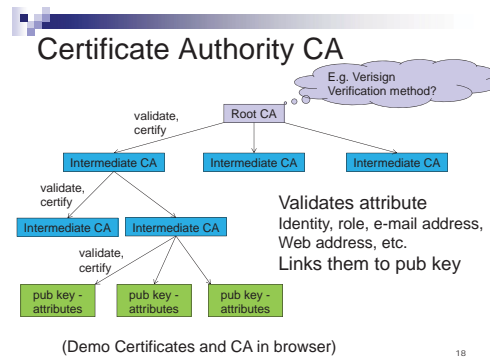 Certificate Authority CA
E.g. Verisign
Verification method?
Root CA
validate,
certify
Intermediate CA
Intermediate CA
Intermediate CA
validate,
certify
Validates attribute
Identity, role, e-mail address,
Web address, etc.
Links them to pub key
Intermediate CA
Intermediate CA
validate,
certify
pub key -
attributes
pub key -
attributes
pub key -
attributes
(Demo Certificates and CA in browser)
18